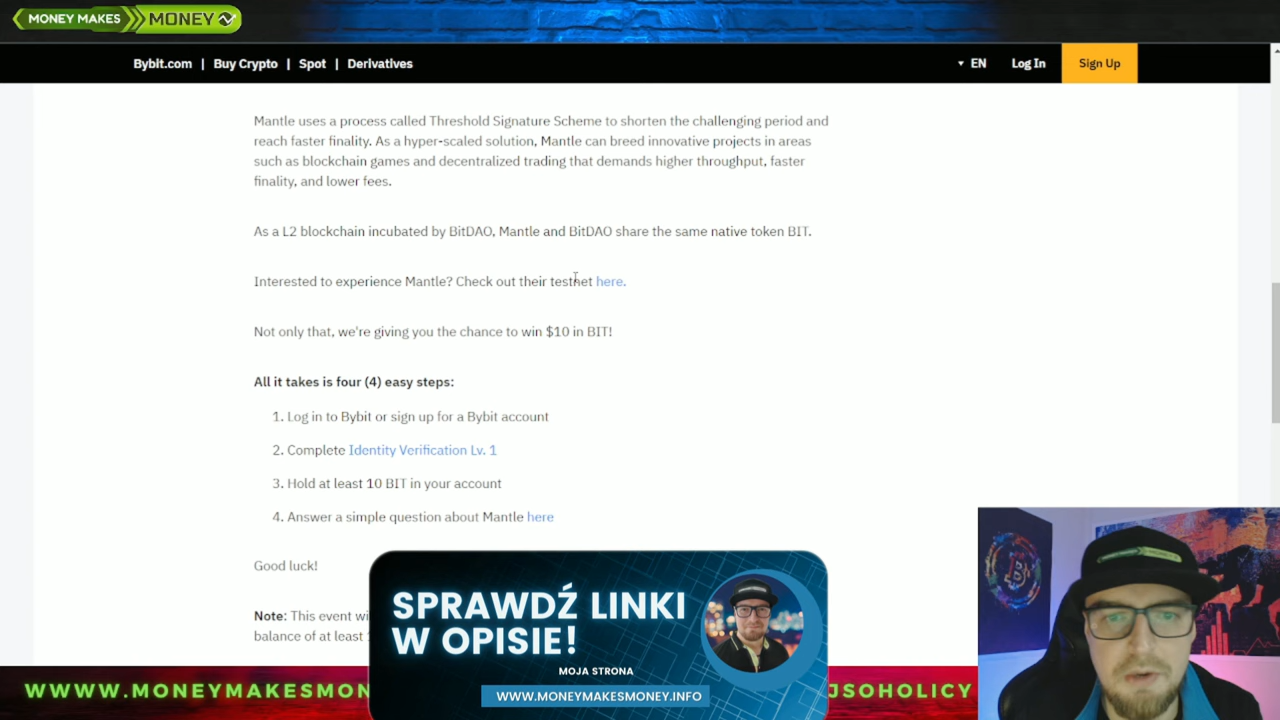 MONEY MAKES MONEY
Bybit.com | Buy Crypto | Spot | Derivatives EN Log In Sign Up
Mantle uses a process called Threshold Signature Scheme to shorten the challenging period and
reach faster finality. As a hyper-scaled solution, Mantle can breed innovative projects in areas
such as blockchain games and decentralized trading that demands higher throughput, faster
finality, and lower fees.
As a L2 blockchain incubated by BitDAO, Mantle and BitDAO share the same native token BIT.
Interested to experience Mantle? Check out their testnet here.
Not only that, we're giving you the chance to win $10 in BIT!
All it takes is four (4) easy steps:
1. Log in to Bybit or sign up for a Bybit account
2. Complete Identity Verification Lv. 1
3. Hold at least 10 BIT in your account
4. Answer a simple question about Mantle here
Good luck!
Note: This event
balance of at least
SPRAWDŹ LINKI
W OPISIE!
MOJA STRONA
WWW.MONEYMAKESMONEY.INFO
WWWW.MONEYMAKESMON
JSOHOLICY